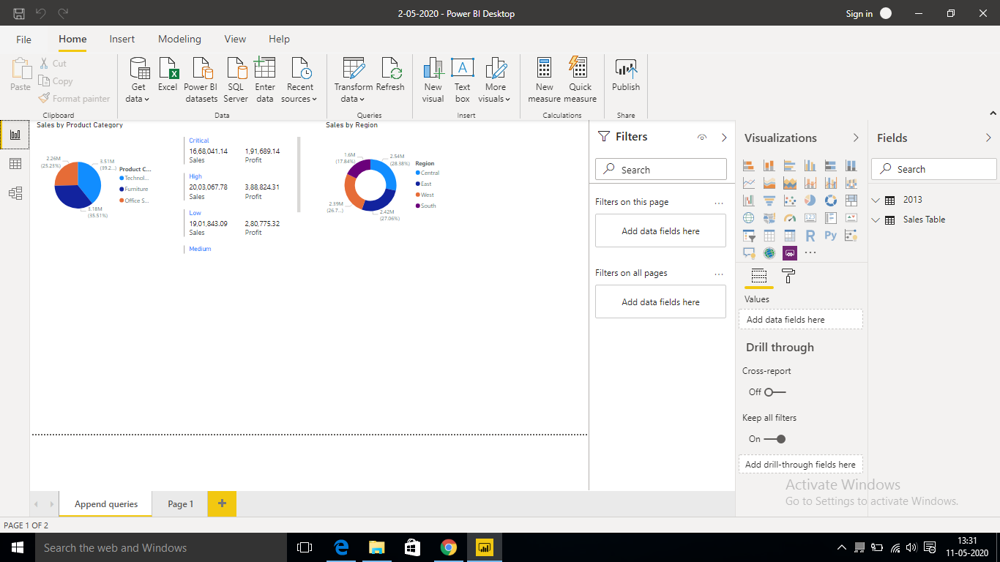 2-05-2020 - Power BI Desktop
Sign in
File
Home
Insert
Modeling
View
Help
Paste
Cut
Copy
Format painter
Clipboard
Get data
Excel
Power BI datasets
SQL Server
Enter data
Recent sources
Data
Transform data
Refresh
Queries
New visual
Text box
More visuals
Insert
New measure
Quick measure
Calculations
Publish
Share
Sales by Product Category
2.26M
(25.23%)
3.51M
(39.2...)
3.18M
(35.51%)
Product C...
Technol...
Furniture
Office S...
Critical
16,68,041.14 1,91,689.14
Sales Profit
High
20,03,067.78 3,88,824.31
Sales Profit
Low
19,01,843.09 2,80,775.32
Sales Profit
Medium
Sales by Region
1.6M
(17.84%)
2.54M
(28.38%)
2.39M
(26.7...)
2.42M
(27.06%)
Region
Central
East
West
South
Filters
Search
Filters on this page
Add data fields here
Filters on all pages
Add data fields here
Visualizations
123
R
Py
Values
Add data fields here
Drill through
Cross-report
Off
Keep all filters
On
Add drill-through fields here
Fields
Search
2013
Sales Table
Activate Windows
Go to Settings to activate Windows.
Append queries
Page 1
PAGE 1 OF 2
Search the web and Windows
13:31
11-05-2020